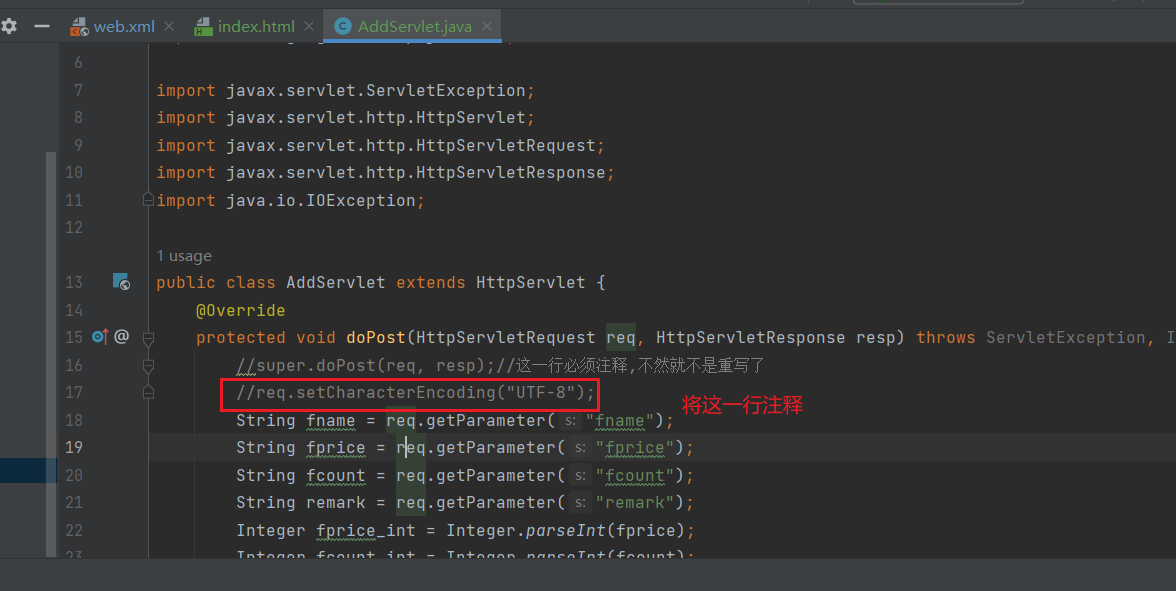 web.xml index.html AddServlet.java
6
7 import javax.servlet.ServletException;
8 import javax.servlet.http.HttpServlet;
9 import javax.servlet.http.HttpServletRequest;
10 import javax.servlet.http.HttpServletResponse;
11 import java.io.IOException;
12
1 usage
13 public class AddServlet extends HttpServlet {
14 @Override
15 @ protected void doPost(HttpServletRequest req, HttpServletResponse resp) throws ServletException, I
16 //super.doPost(req, resp);//这一行必须注释,不然就不是重写了
17 //req.setCharacterEncoding("UTF-8"); 将这一行注释
18 String fname = req.getParameter( s: "fname");
19 String fprice = req.getParameter( s: "fprice");
20 String fcount = req.getParameter( s: "fcount");
21 String remark = req.getParameter( s: "remark");
22 Integer fprice_int = Integer.parseInt(fprice);
23 Integer fcount_int = Integer.parseInt(fcount);